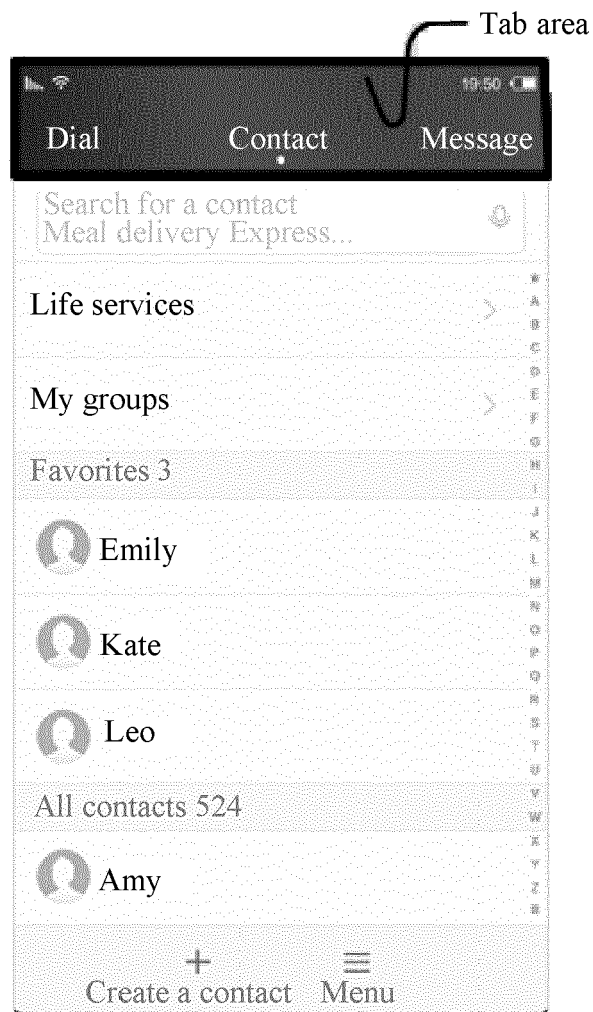 Tab area
19:50
Dial Contact Message
Search for a contact
Meal delivery Express...
Life services
My groups
Favorites 3
Emily
Kate
Leo
All contacts 524
Amy
A
B
C
D
E
F
G
H
I
J
K
L
M
N
O
P
Q
R
S
T
U
V
W
X
Y
Z
#
Create a contact Menu